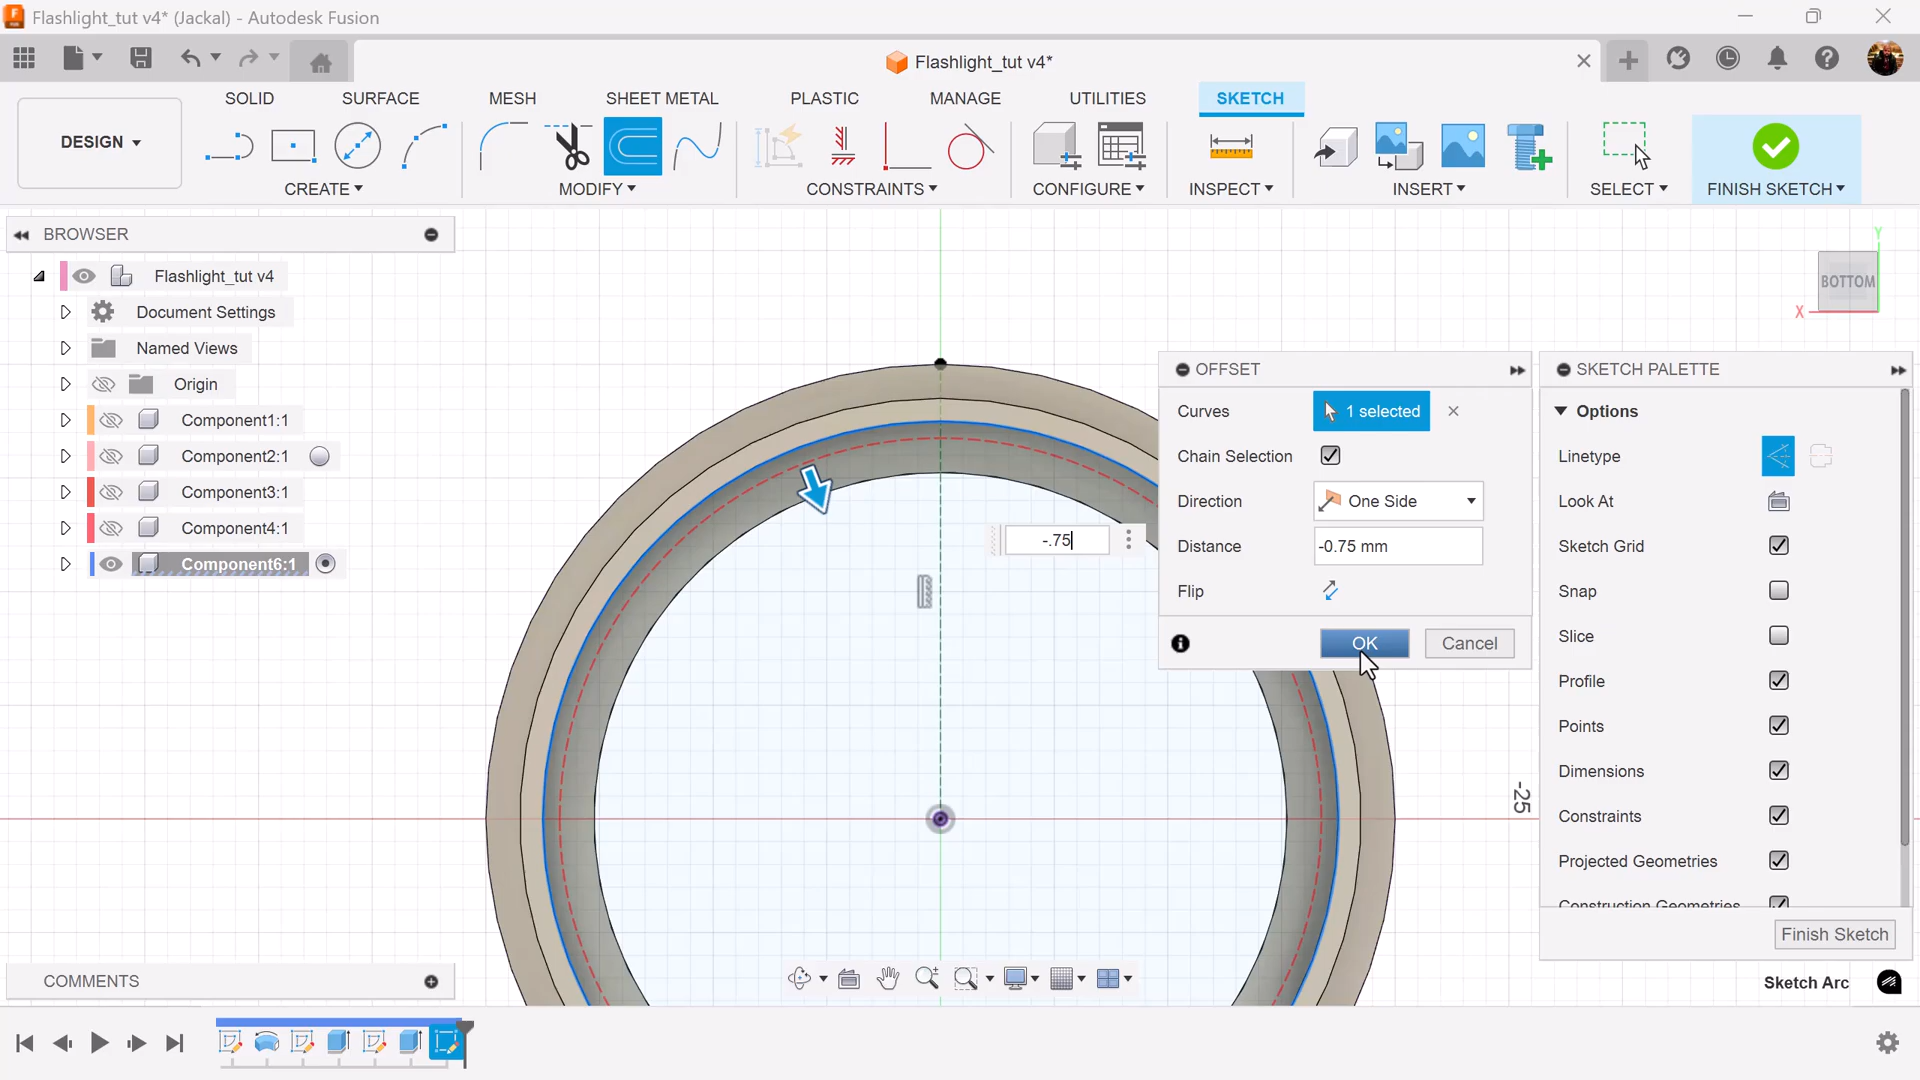 Flashlight_tut v4* (Jackal) - Autodesk Fusion
Flashlight_tut v4*
DESIGN
SOLID
SURFACE
MESH
SHEET METAL
PLASTIC
MANAGE
UTILITIES
SKETCH
CREATE
MODIFY
CONSTRAINTS
CONFIGURE
INSPECT
INSERT
SELECT
FINISH SKETCH
BROWSER
Flashlight_tut v4
Document Settings
Named Views
Origin
Component1:1
Component2:1
Component3:1
Component4:1
Component6:1
Y
BOTTOM
X
OFFSET
Curves
1 selected
Chain Selection
Direction
One Side
Distance
-0.75 mm
Flip
OK
Cancel
-.75
-25
SKETCH PALETTE
Options
Linetype
Look At
Sketch Grid
Snap
Slice
Profile
Points
Dimensions
Constraints
Projected Geometries
Construction Geometries
Finish Sketch
COMMENTS
Sketch Arc